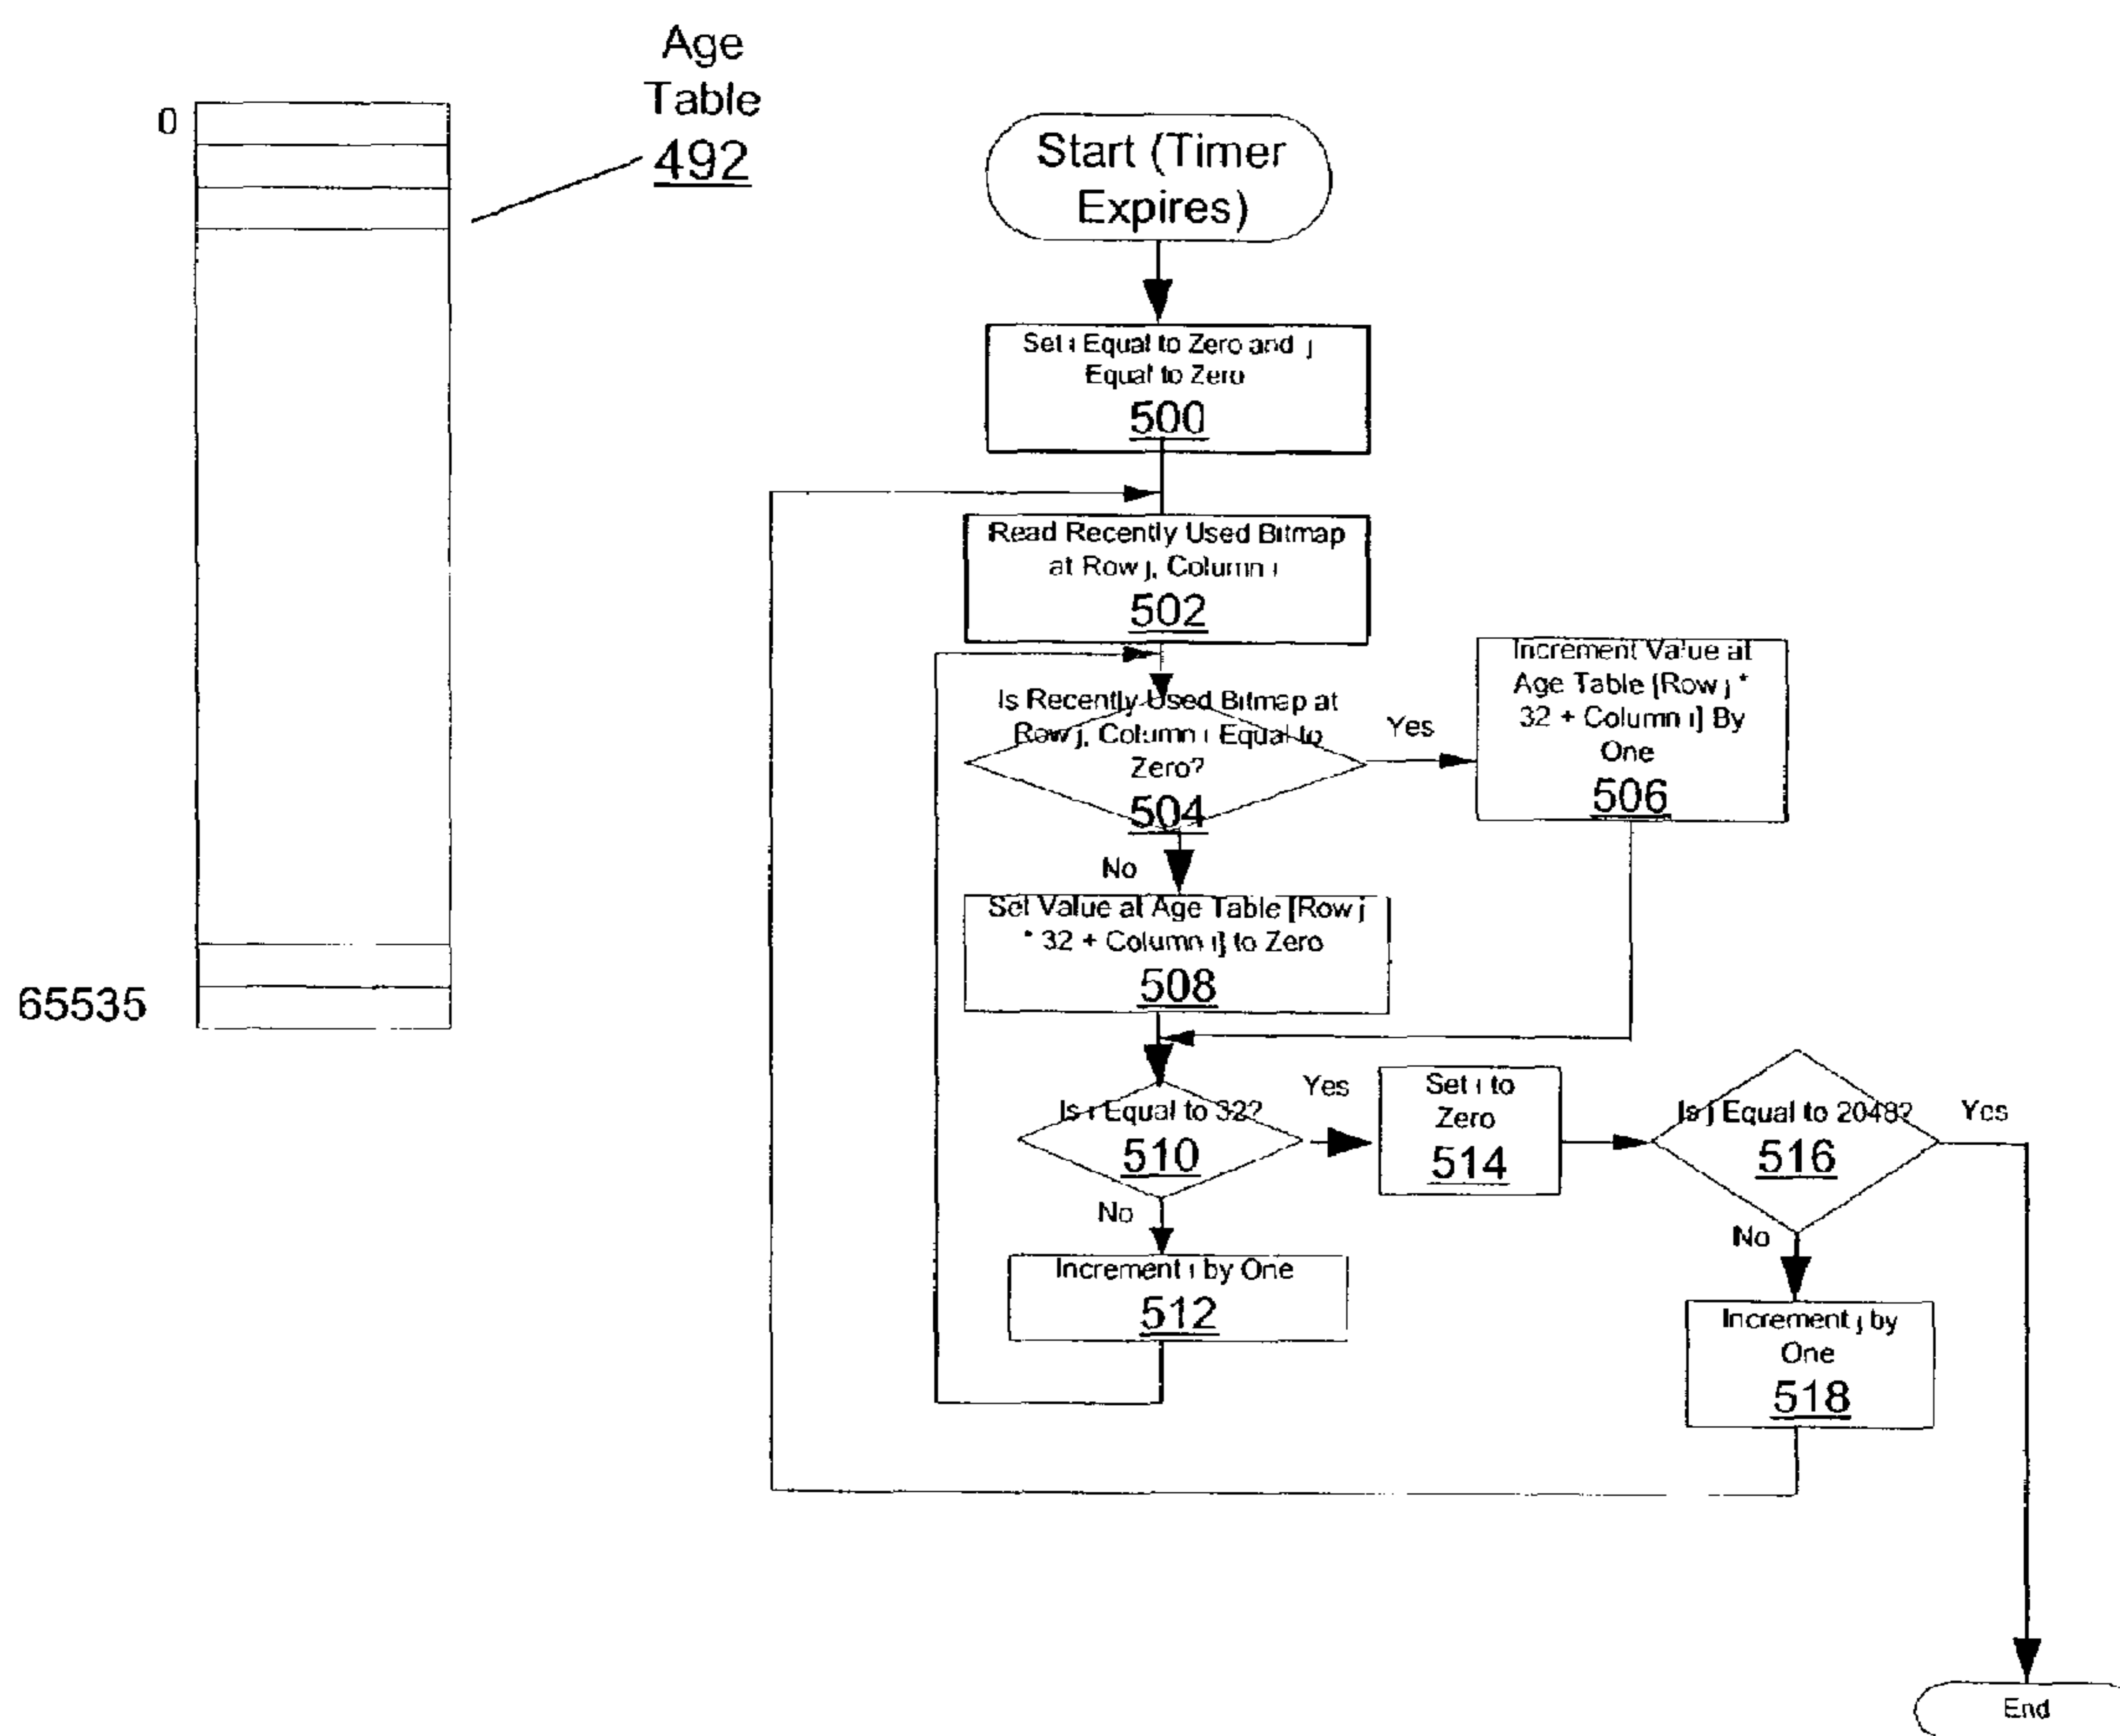 Age
Table
492
0
65535
Start (Timer
Expires)
Set i Equal to Zero and j
Equal to Zero
500
Read Recently Used Bitmap
at Row j, Column i
502
Is Recently Used Bitmap at
Row j, Column i Equal to
Zero?
504
Yes
Increment Value at
Age Table [Row j *
32 + Column i] By
One
506
No
Set Value at Age Table [Row j
* 32 + Column i] to Zero
508
Is i Equal to 32?
510
Yes
Set i to
Zero
514
Is j Equal to 2048?
516
Yes
No
Increment i by One
512
No
Increment j by
One
518
End